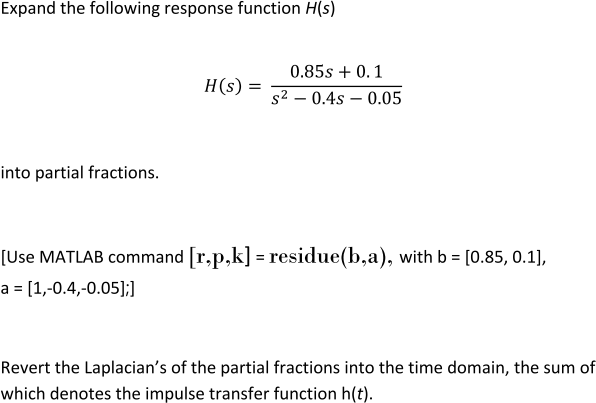 Expand the following response function H(s)
H(s) = \frac{0.85s + 0.1}{s^2 − 0.4s − 0.05}
into partial fractions.
[Use MATLAB command [r,p,k] = residue(b,a), with b = [0.85, 0.1],
a = [1,-0.4,-0.05];]
Revert the Laplacian’s of the partial fractions into the time domain, the sum of
which denotes the impulse transfer function h(t).